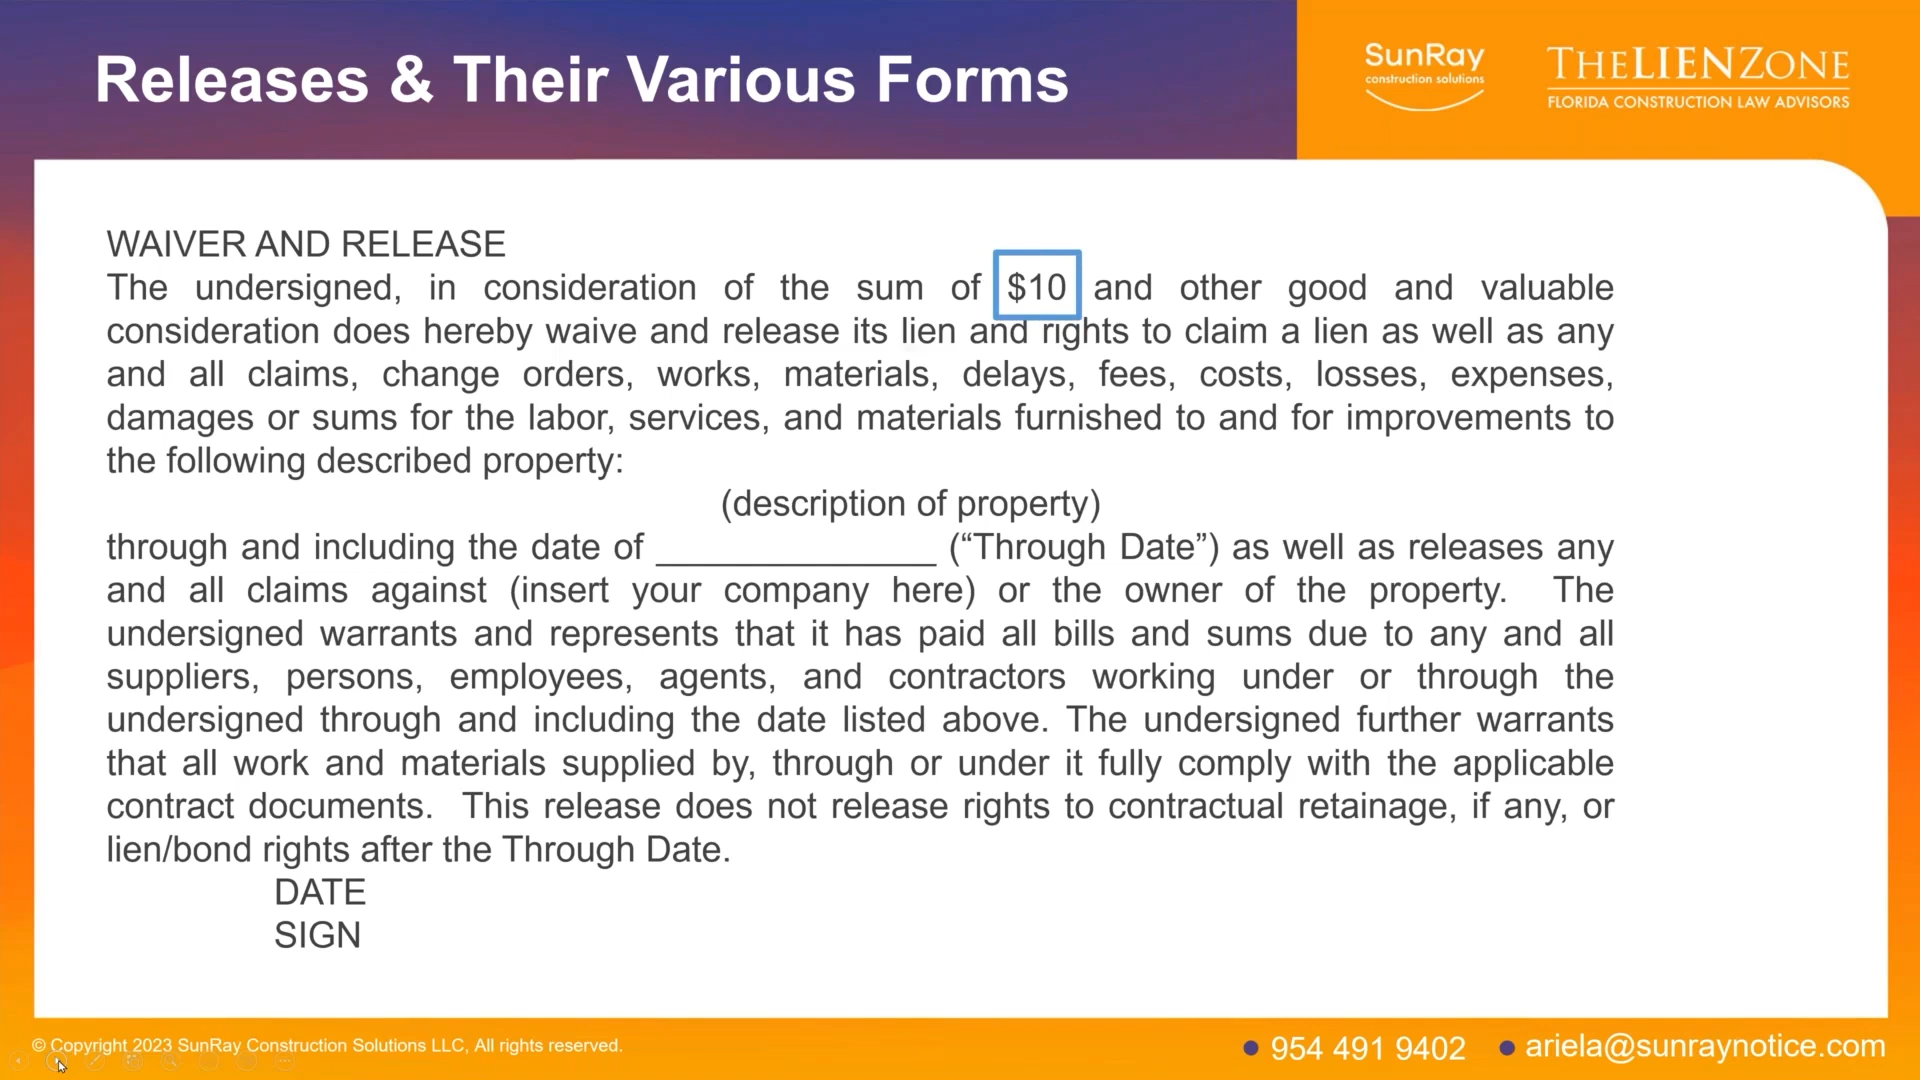 Releases & Their Various Forms
SunRay
construction solutions
THELIENZONE
FLORIDA CONSTRUCTION LAW ADVISORS
WAIVER AND RELEASE
The undersigned, in consideration of the sum of $10 and other good and valuable
consideration does hereby waive and release its lien and rights to claim a lien as well as any
and all claims, change orders, works, materials, delays, fees, costs, losses, expenses,
damages or sums for the labor, services, and materials furnished to and for improvements to
the following described property:
(description of property)
through and including the date of ______________ (“Through Date”) as well as releases any
and all claims against (insert your company here) or the owner of the property. The
undersigned warrants and represents that it has paid all bills and sums due to any and all
suppliers, persons, employees, agents, and contractors working under or through the
undersigned through and including the date listed above. The undersigned further warrants
that all work and materials supplied by, through or under it fully comply with the applicable
contract documents. This release does not release rights to contractual retainage, if any, or
lien/bond rights after the Through Date.
DATE
SIGN
© Copyright 2023 SunRay Construction Solutions LLC, All rights reserved.
954 491 9402
ariela@sunraynotice.com